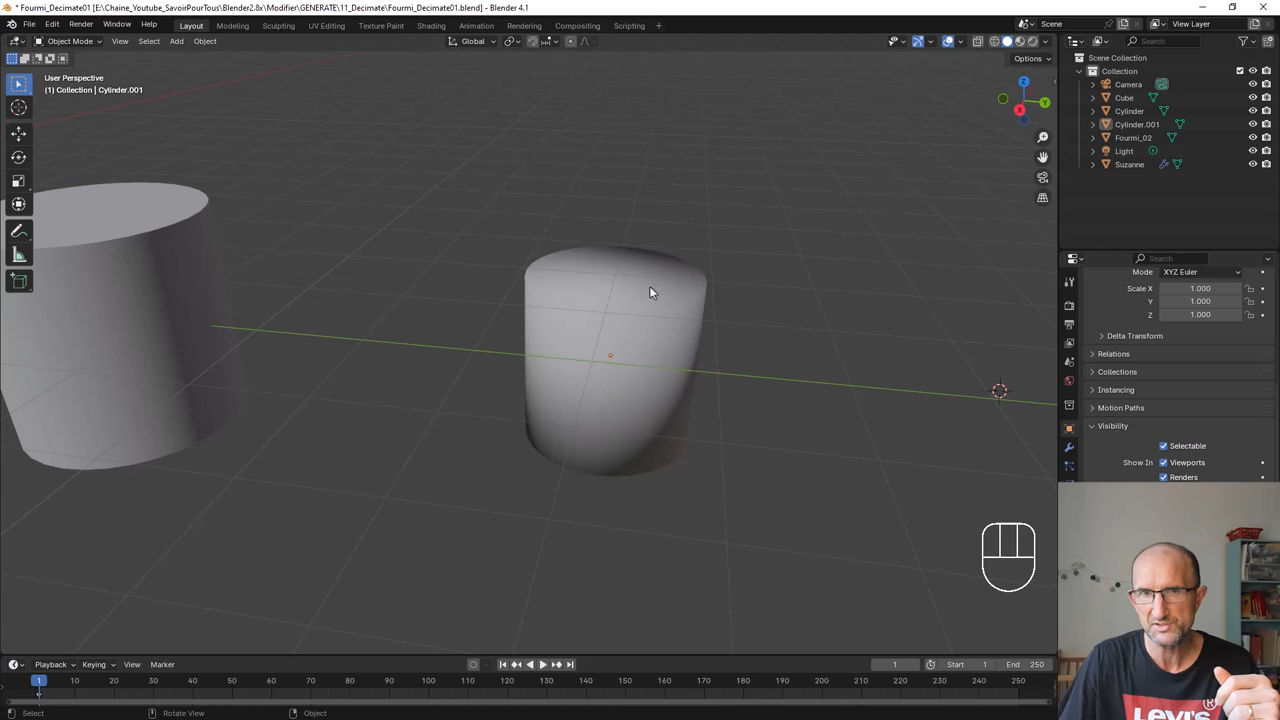 * Fourmi_Decimate01 [E:\Chaine_Youtube_SavoirPourTous\Blender2.8x\Modifier\GENERATE\11_Decimate\Fourmi_Decimate01.blend] - Blender 4.1
File Edit Render Window Help Layout Modeling Sculpting UV Editing Texture Paint Shading Animation Rendering Compositing Geometry Nodes Scripting Scene View Layer
Object Mode View Select Add Object Global Search
Options
User Perspective
(1) Collection | Cylinder.001
Z
Y
X
Scene Collection
Collection
Camera
Cube
Cylinder
Cylinder.001
Fourmi_02
Light
Suzanne
Search
Mode XYZ Euler
Scale X 1.000
Y 1.000
Z 1.000
Delta Transform
Relations
Collections
Instancing
Motion Paths
Visibility
Selectable
Show In Viewports
Renders
LEVI'S
®
Playback Keying View Marker 1 Start 1 End 250
1 10 20 30 40 50 60 70 80 90 100 110 120 130 140 150 160 170 180 190 200 210 220 230 240 250
Select Rotate View Object